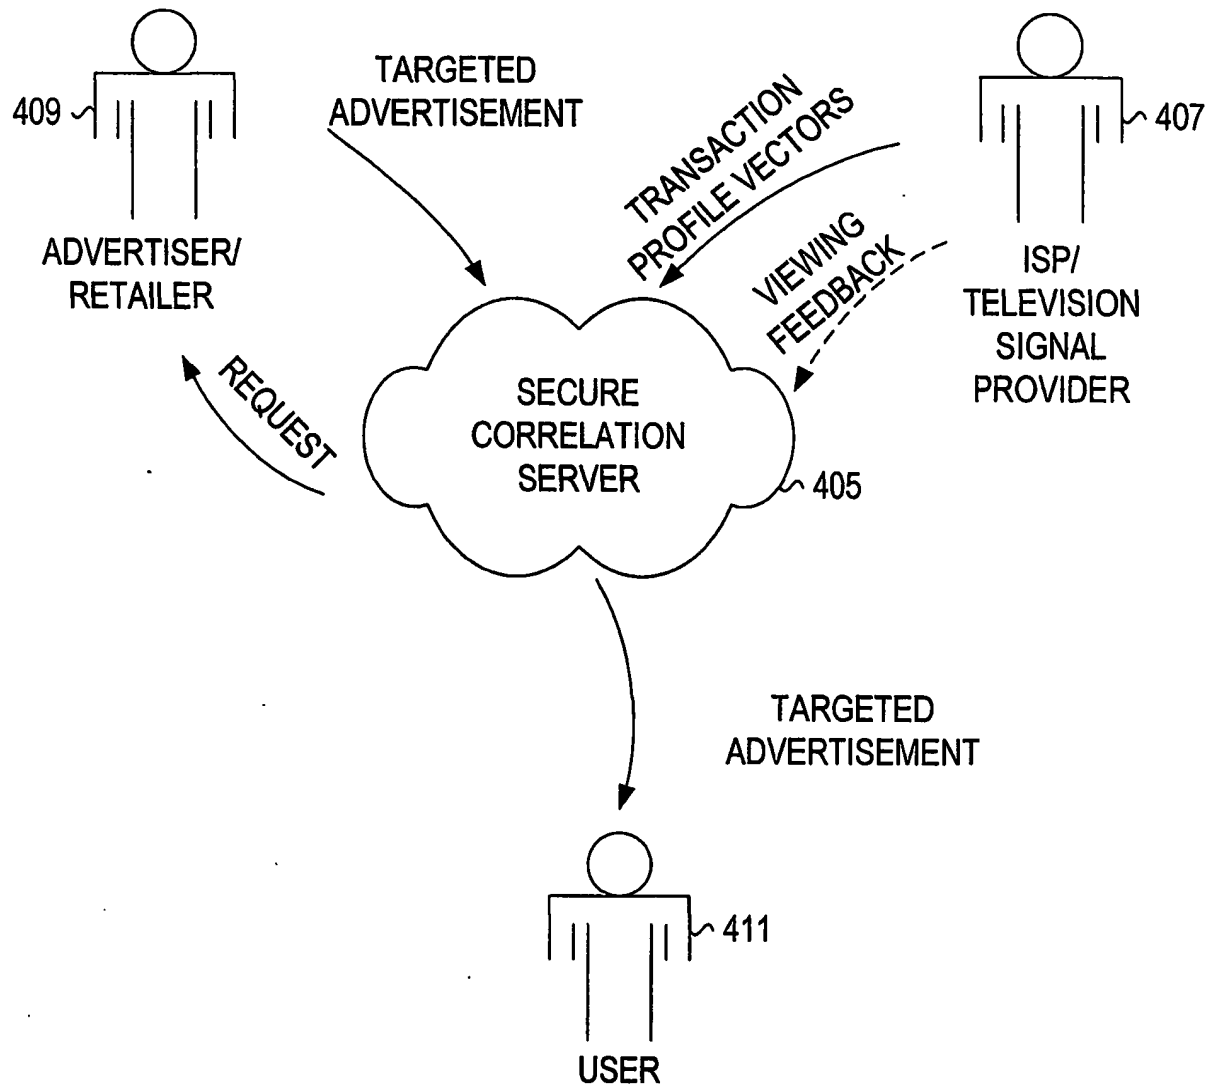 409
ADVERTISER/
RETAILER
TARGETED
ADVERTISEMENT
TRANSACTION
PROFILE VECTORS
407
ISP/
TELEVISION
SIGNAL
PROVIDER
VIEWING
FEEDBACK
REQUEST
SECURE
CORRELATION
SERVER
405
TARGETED
ADVERTISEMENT
411
USER